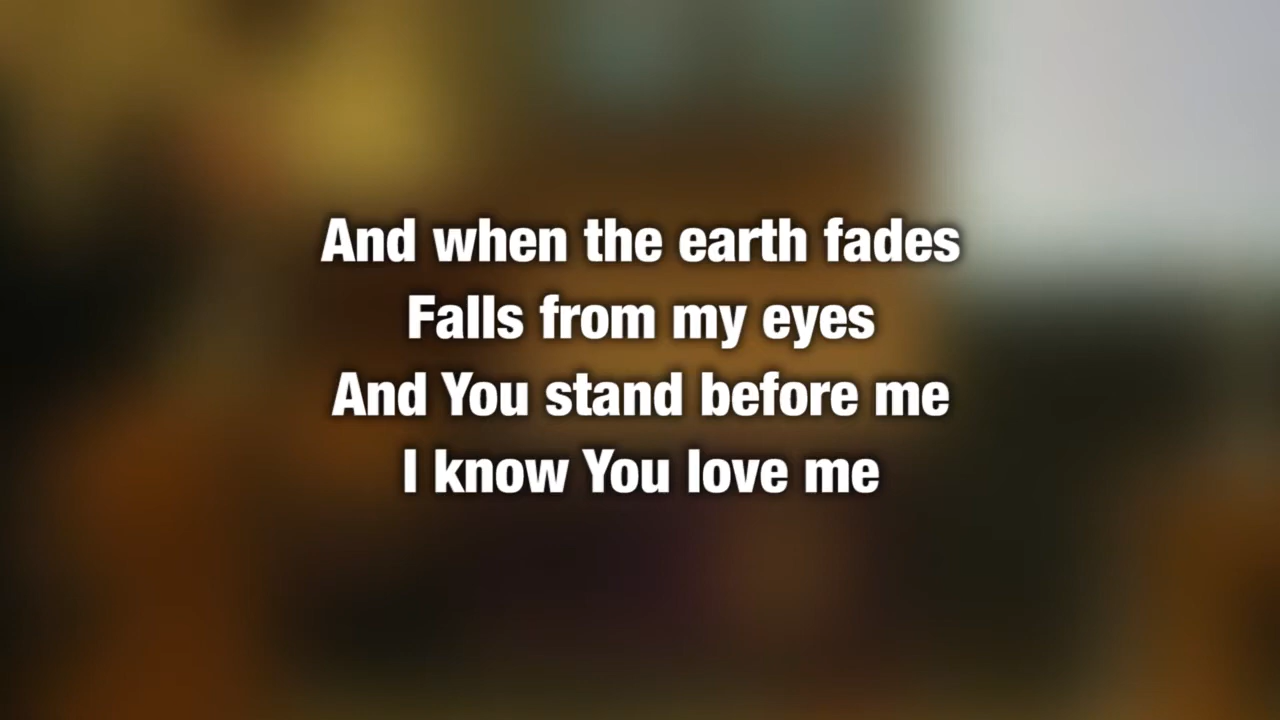 And when the earth fades
Falls from my eyes
And You stand before me
I know You love me